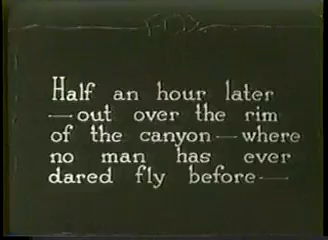 FOX
Half an hour later
— out over the rim
of the canyon — where
no man has ever
dared fly before —